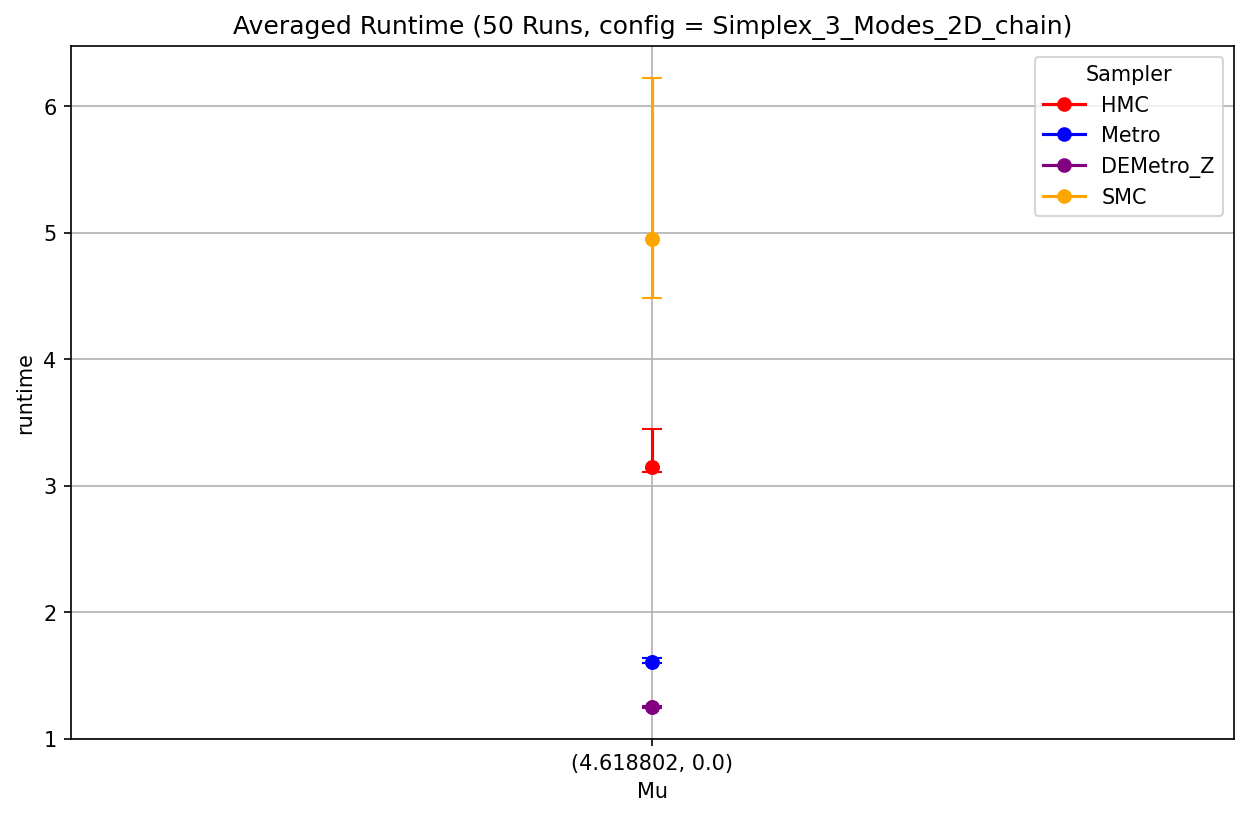 Averaged Runtime (50 Runs, config = Simplex_3_Modes_2D_chain)
Sampler
HMC
Metro
DEMetro_Z
SMC
runtime
6
5
4
3
2
1
(4.618802, 0.0)
Mu